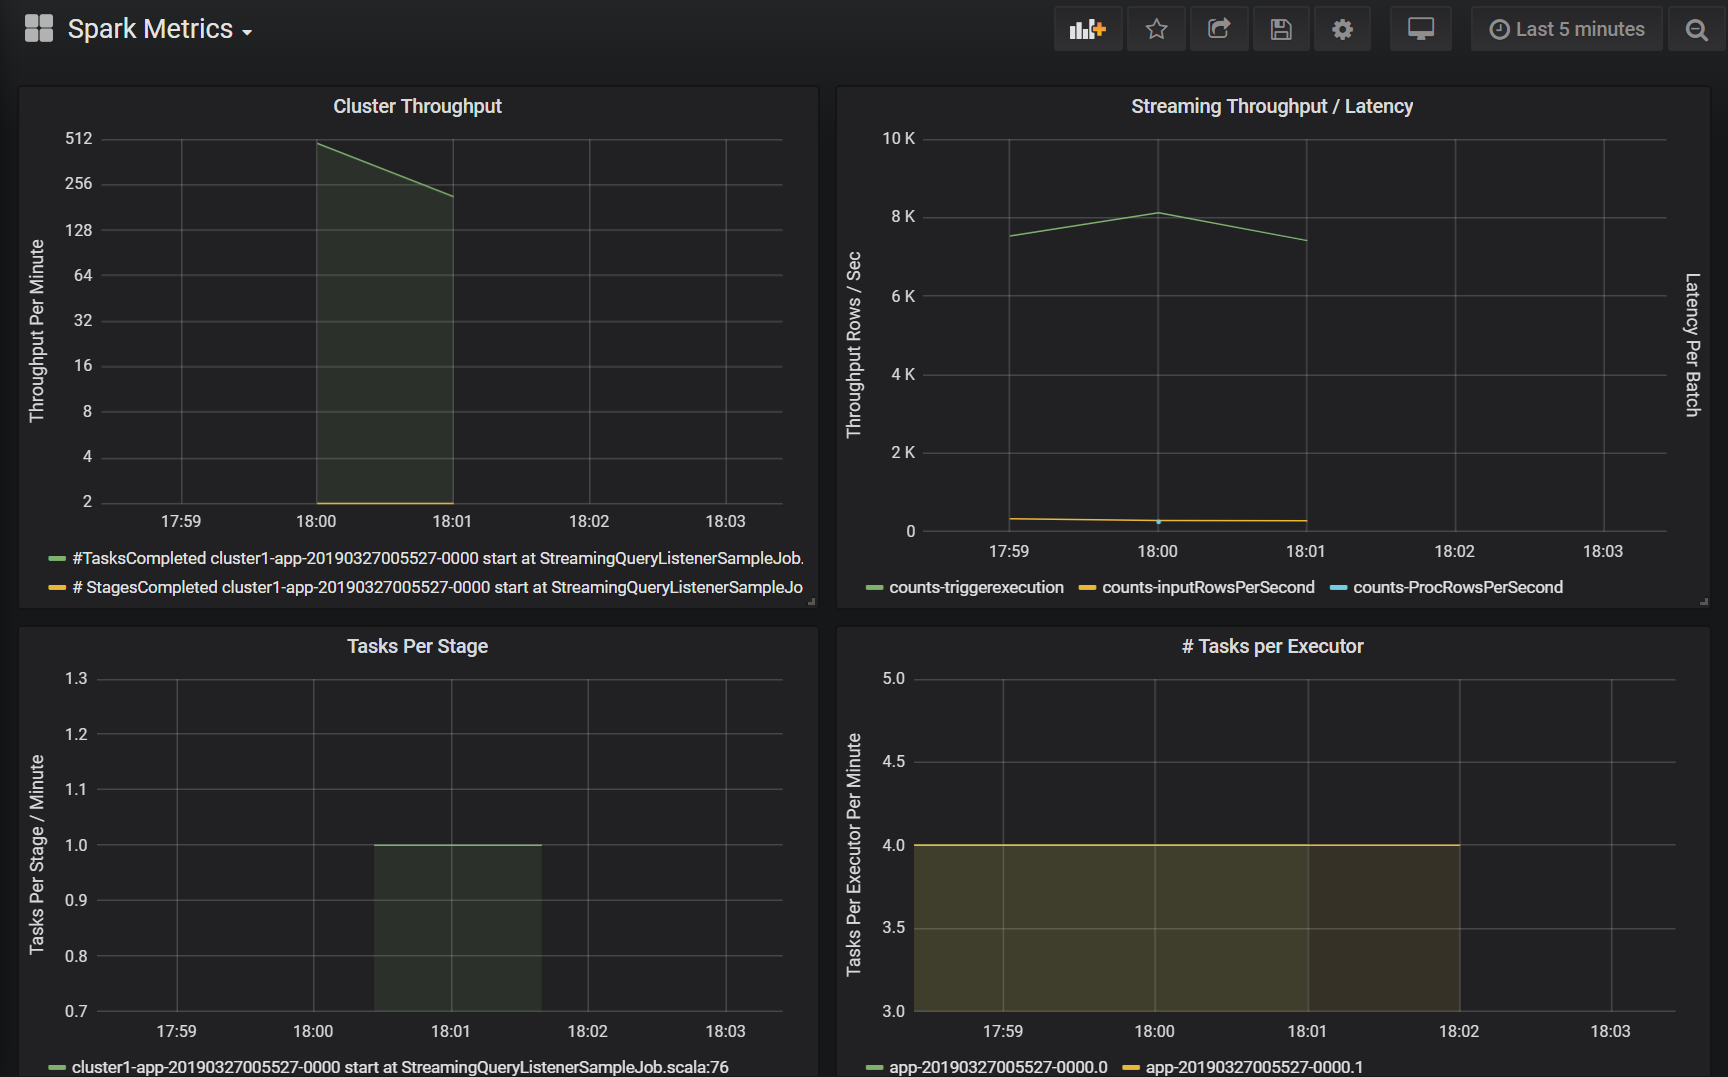 Spark Metrics
Last 5 minutes
Cluster Throughput
Throughput Per Minute
512
256
128
64
32
16
8
4
2
17:59 18:00 18:01 18:02 18:03
#TasksCompleted cluster1-app-20190327005527-0000 start at StreamingQueryListenerSampleJob.
# StagesCompleted cluster1-app-20190327005527-0000 start at StreamingQueryListenerSampleJo
Streaming Throughput / Latency
Throughput Rows / Sec
10 K
8 K
6 K
4 K
2 K
0
Latency Per Batch
17:59 18:00 18:01 18:02 18:03
counts-triggerexecution counts-inputRowsPerSecond counts-ProcRowsPerSecond
Tasks Per Stage
Tasks Per Stage / Minute
1.3
1.2
1.1
1.0
0.9
0.8
0.7
17:59 18:00 18:01 18:02 18:03
cluster1-app-20190327005527-0000 start at StreamingQueryListenerSampleJob.scala:76
# Tasks per Executor
Tasks Per Executor Per Minute
5.0
4.5
4.0
3.5
3.0
17:59 18:00 18:01 18:02 18:03
app-20190327005527-0000.0 app-20190327005527-0000.1